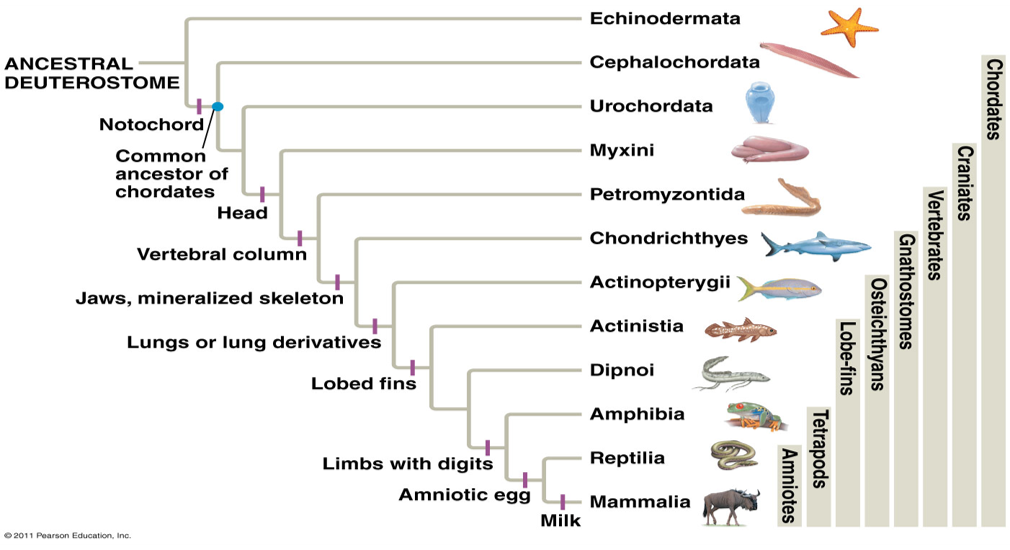 Echinodermata
ANCESTRAL
DEUTEROSTOME
Cephalochordata
Notochord
Urochordata
Common
ancestor of
chordates
Myxini
Head
Petromyzontida
Vertebral column
Chondrichthyes
Jaws, mineralized skeleton
Actinopterygii
Lungs or lung derivatives
Actinistia
Lobed fins
Dipnoi
Amphibia
Limbs with digits
Reptilia
Amniotic egg
Mammalia
Milk
Amniotes
Tetrapods
Lobe-fins
Osteichthyans
Gnathostomes
Vertebrates
Craniates
Chordates
© 2011 Pearson Education, Inc.